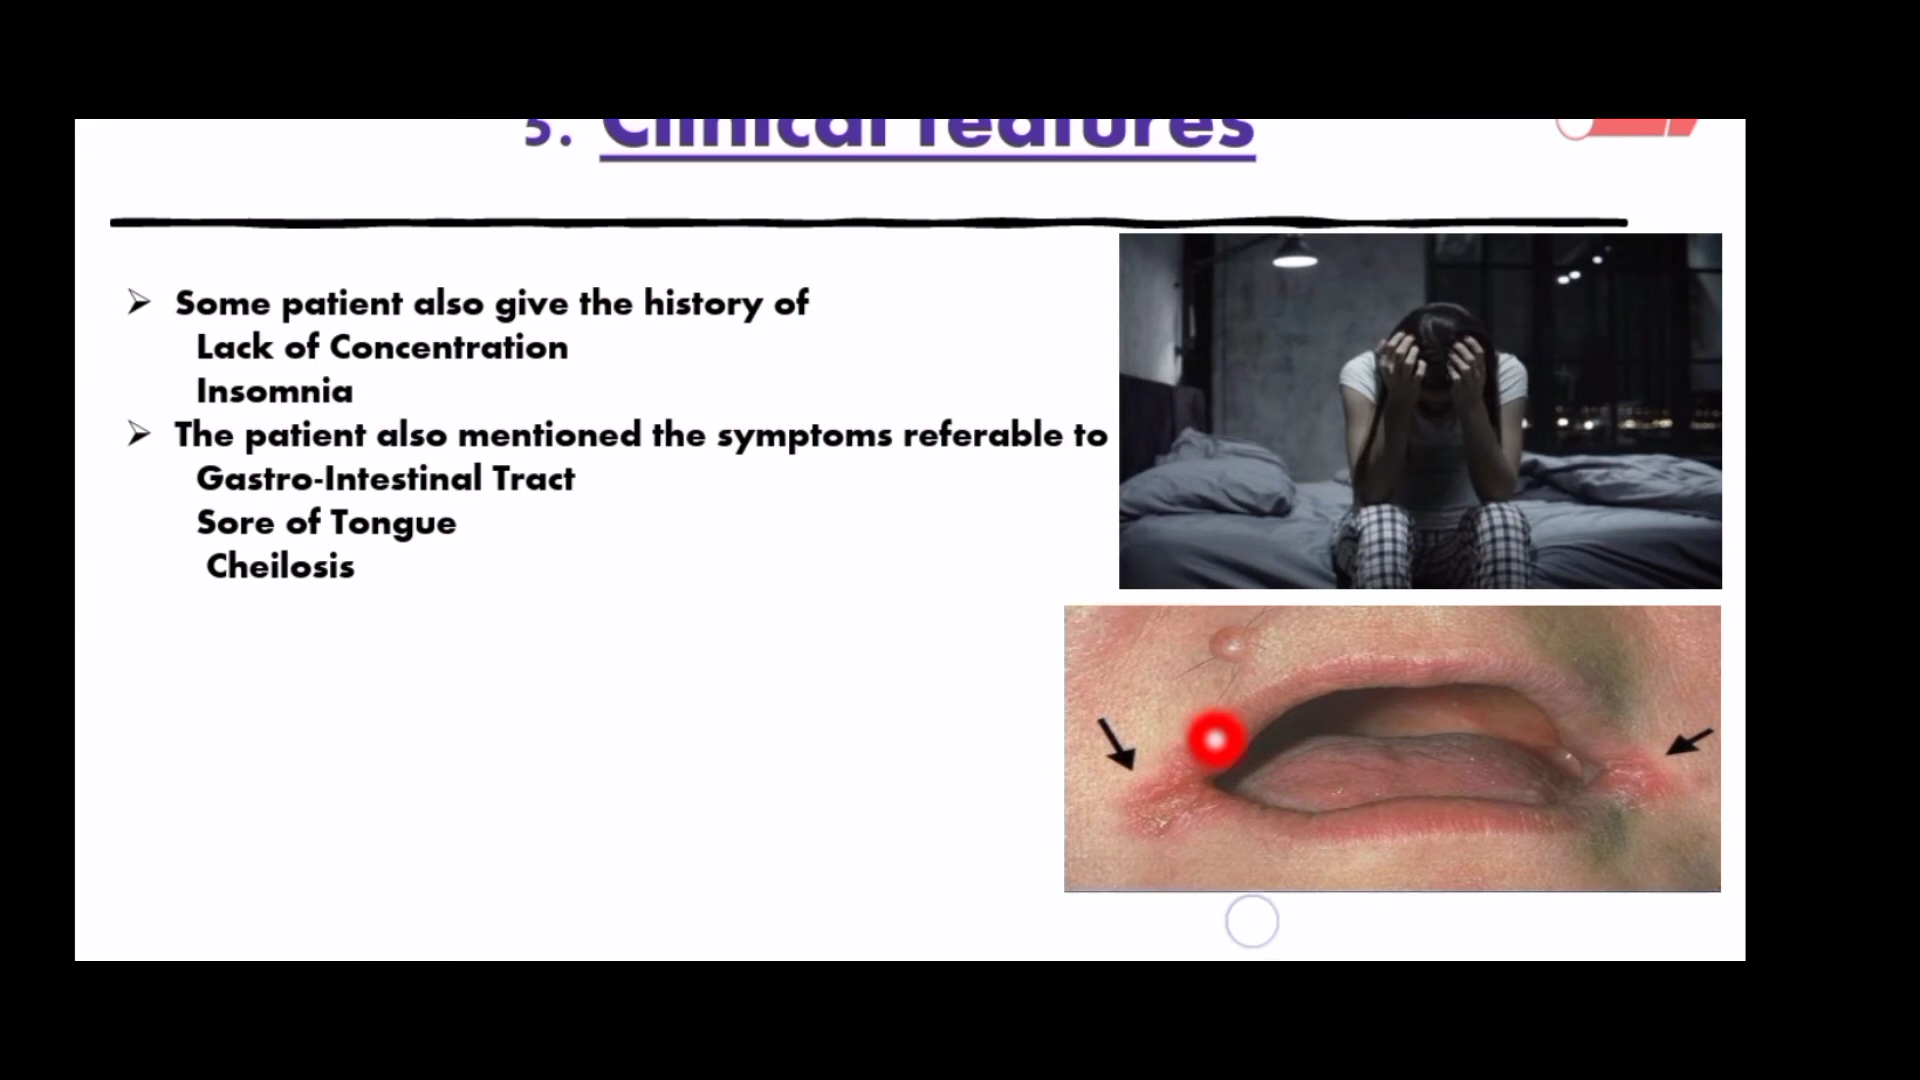 5. Clinical features
➢ Some patient also give the history of
Lack of Concentration
Insomnia
➢ The patient also mentioned the symptoms referable to
Gastro-Intestinal Tract
Sore of Tongue
Cheilosis